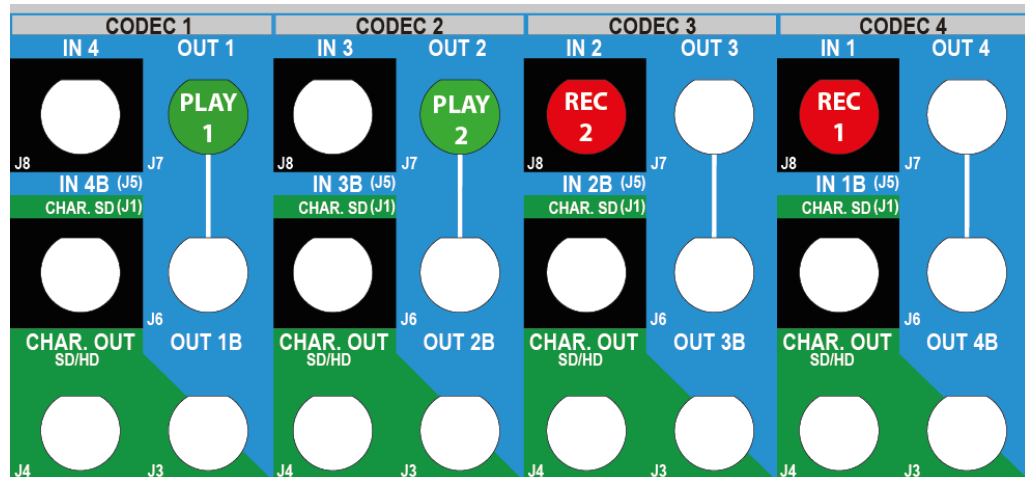 CODEC 1 CODEC 2 CODEC 3 CODEC 4
IN 4 OUT 1 IN 3 OUT 2 IN 2 OUT 3 IN 1 OUT 4
PLAY 1 PLAY 2 REC 2 REC 1
J8 J7 J8 J7 J8 J7 J8 J7
IN 4B (J5) IN 3B (J5) IN 2B (J5) IN 1B (J5)
CHAR. SD (J1) CHAR. SD (J1) CHAR. SD (J1) CHAR. SD (J1)
J6 J6 J6 J6
CHAR. OUT OUT 1B CHAR. OUT OUT 2B CHAR. OUT OUT 3B CHAR. OUT OUT 4B
SD/HD SD/HD SD/HD SD/HD
J4 J3 J4 J3 J4 J3 J4 J3